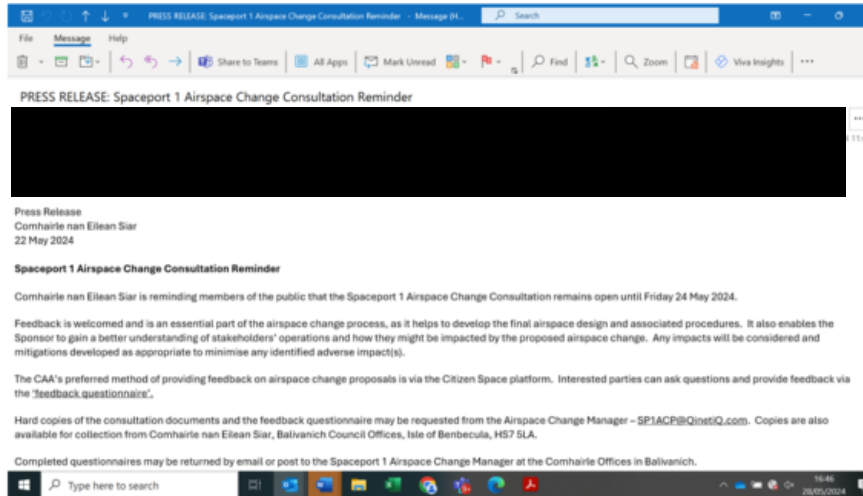 PRESS RELEASE: Spaceport 1 Airspace Change Consultation Reminder - Message (H...
Search
File Message Help
Share to Teams All Apps Mark Unread Find Zoom Viva Insights ...
PRESS RELEASE: Spaceport 1 Airspace Change Consultation Reminder
Press Release
Comhairle nan Eilean Siar
22 May 2024
Spaceport 1 Airspace Change Consultation Reminder
Comhairle nan Eilean Siar is reminding members of the public that the Spaceport 1 Airspace Change Consultation remains open until Friday 24 May 2024.
Feedback is welcomed and is an essential part of the airspace change process, as it helps to develop the final airspace design and associated procedures. It also enables the
Sponsor to gain a better understanding of stakeholders' operations and how they might be impacted by the proposed airspace change. Any impacts will be considered and
mitigations developed as appropriate to minimise any identified adverse impact(s).
The CAA's preferred method of providing feedback on airspace change proposals is via the Citizen Space platform. Interested parties can ask questions and provide feedback via
the 'feedback questionnaire'.
Hard copies of the consultation documents and the feedback questionnaire may be requested from the Airspace Change Manager – SP1ACP@QinetiQ.com. Copies are also
available for collection from Comhairle nan Eilean Siar, Balivanich Council Offices, Isle of Benbecula, HS7 5LA.
Completed questionnaires may be returned by email or post to the Spaceport 1 Airspace Change Manager at the Comhairle Offices in Balivanich.
Type here to search
16:46
28/05/2024